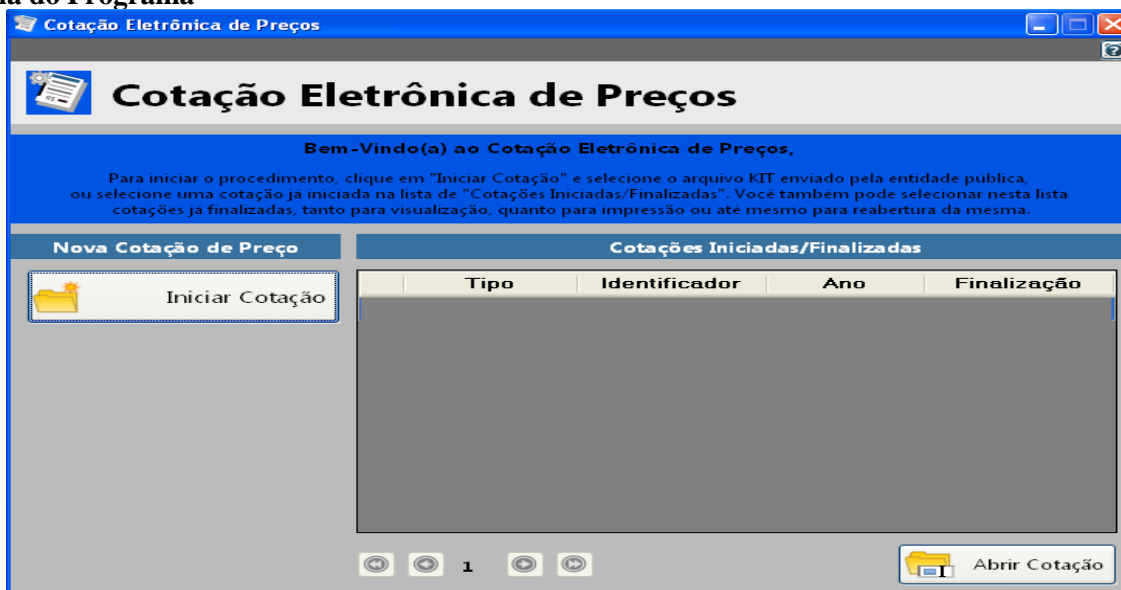 do Programa
Cotação Eletrônica de Preços
Cotação Eletrônica de Preços
Bem-Vindo(a) ao Cotação Eletrônica de Preços,
Para iniciar o procedimento, clique em "Iniciar Cotação" e selecione o arquivo KIT enviado pela entidade pública,
ou selecione uma cotação já iniciada na lista de "Cotações Iniciadas/Finalizadas". Você também pode selecionar nesta lista
cotações já finalizadas, tanto para visualização, quanto para impressão ou até mesmo para reabertura da mesma.
Nova Cotação de Preço
Cotações Iniciadas/Finalizadas
Iniciar Cotação
Tipo Identificador Ano Finalização
1
Abrir Cotação